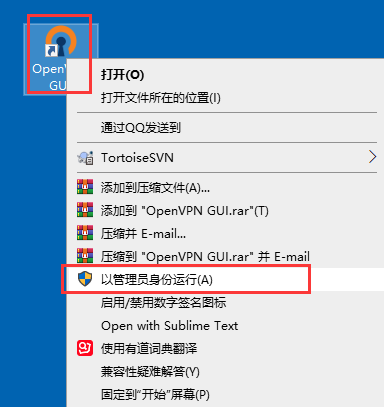 OpenV
GU
打开(O)
打开文件所在的位置(I)
通过QQ发送到
TortoiseSVN
添加到压缩文件(A)...
添加到 "OpenVPN GUI.rar"(T)
压缩并 E-mail...
压缩到 "OpenVPN GUI.rar" 并 E-mail
以管理员身份运行(A)
启用/禁用数字签名图标
Open with Sublime Text
使用有道词典翻译
兼容性疑难解答(Y)
固定到"开始"屏幕(P)